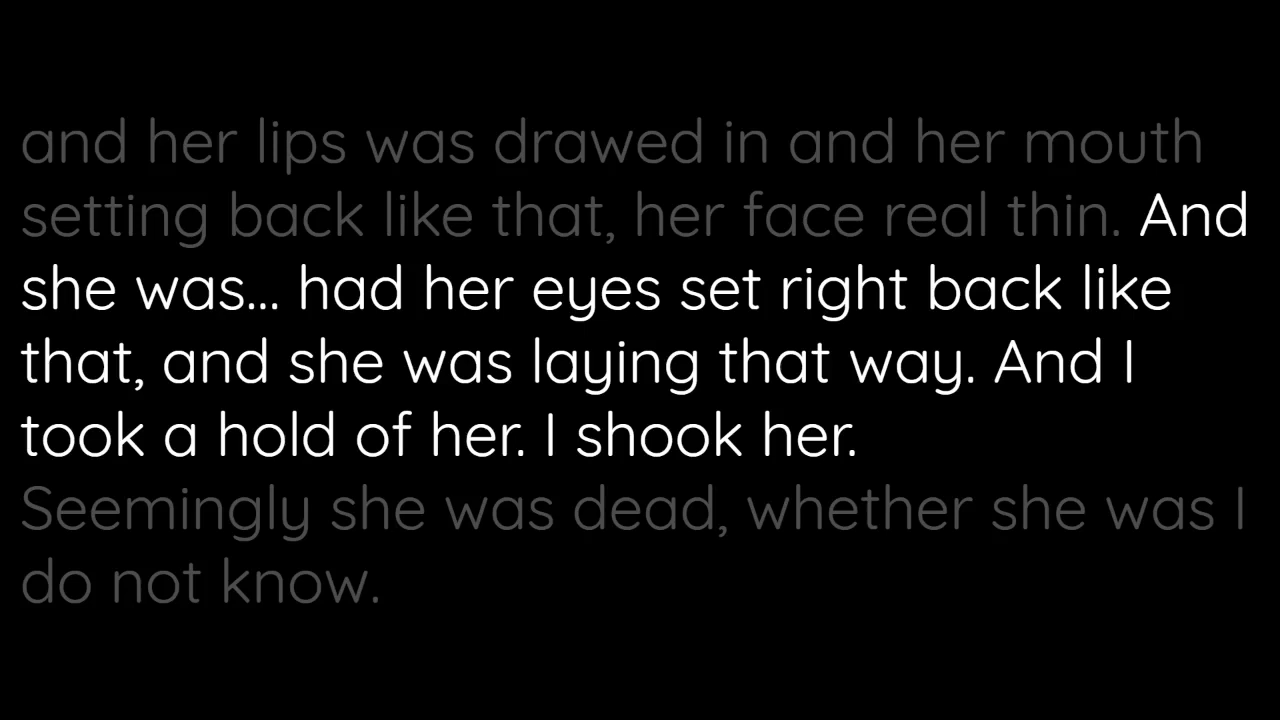 and her lips was drawed in and her mouth
setting back like that, her face real thin. And
she was... had her eyes set right back like
that, and she was laying that way. And I
took a hold of her. I shook her.
Seemingly she was dead, whether she was I
do not know.